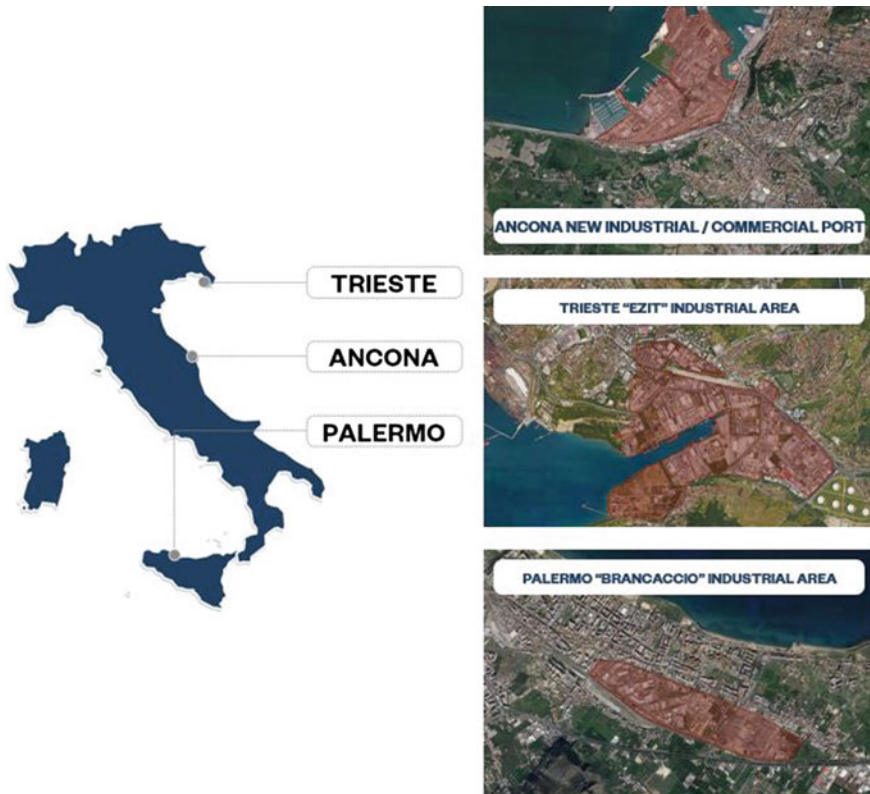 TRIESTE
ANCONA
PALERMO
ANCONA NEW INDUSTRIAL / COMMERCIAL PORT
TRIESTE "EZIT" INDUSTRIAL AREA
PALERMO "BRANCACCIO" INDUSTRIAL AREA